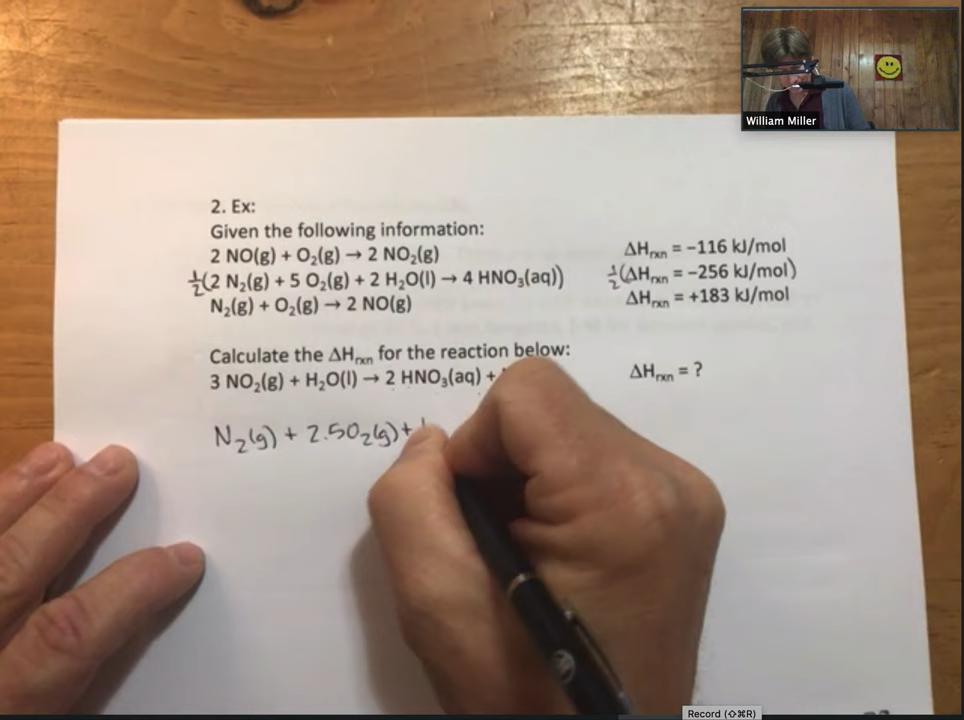 William Miller
2. Ex:
Given the following information:
2 NO(g) + O₂(g) → 2 NO₂(g) ΔHᵣₓₙ = −116 kJ/mol
½(2 N₂(g) + 5 O₂(g) + 2 H₂O(l) → 4 HNO₃(aq)) ½(ΔHᵣₓₙ = −256 kJ/mol)
N₂(g) + O₂(g) → 2 NO(g) ΔHᵣₓₙ = +183 kJ/mol
Calculate the ΔHᵣₓₙ for the reaction below:
3 NO₂(g) + H₂O(l) → 2 HNO₃(aq) + ΔHᵣₓₙ = ?
N₂(g) + 2.5O₂(g) +
Record (⇧⌘R)